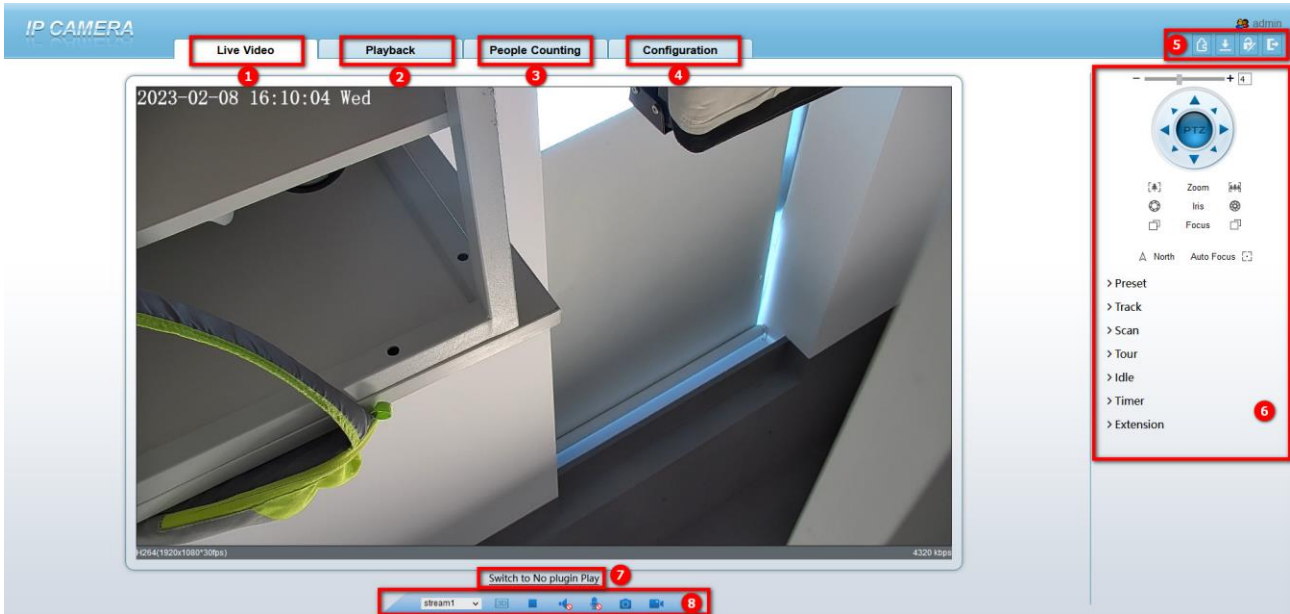 IP CAMERA
admin
Live Video
Playback
People Counting
Configuration
5
1
2
3
4
2023-02-08 16:10:04 Wed
4
PTZ
Zoom
Iris
Focus
North Auto Focus
> Preset
> Track
> Scan
> Tour
> Idle
> Timer
6
> Extension
H264(1920x1080*30fps)
4320 kbps
Switch to No plugin Play
7
stream1
8